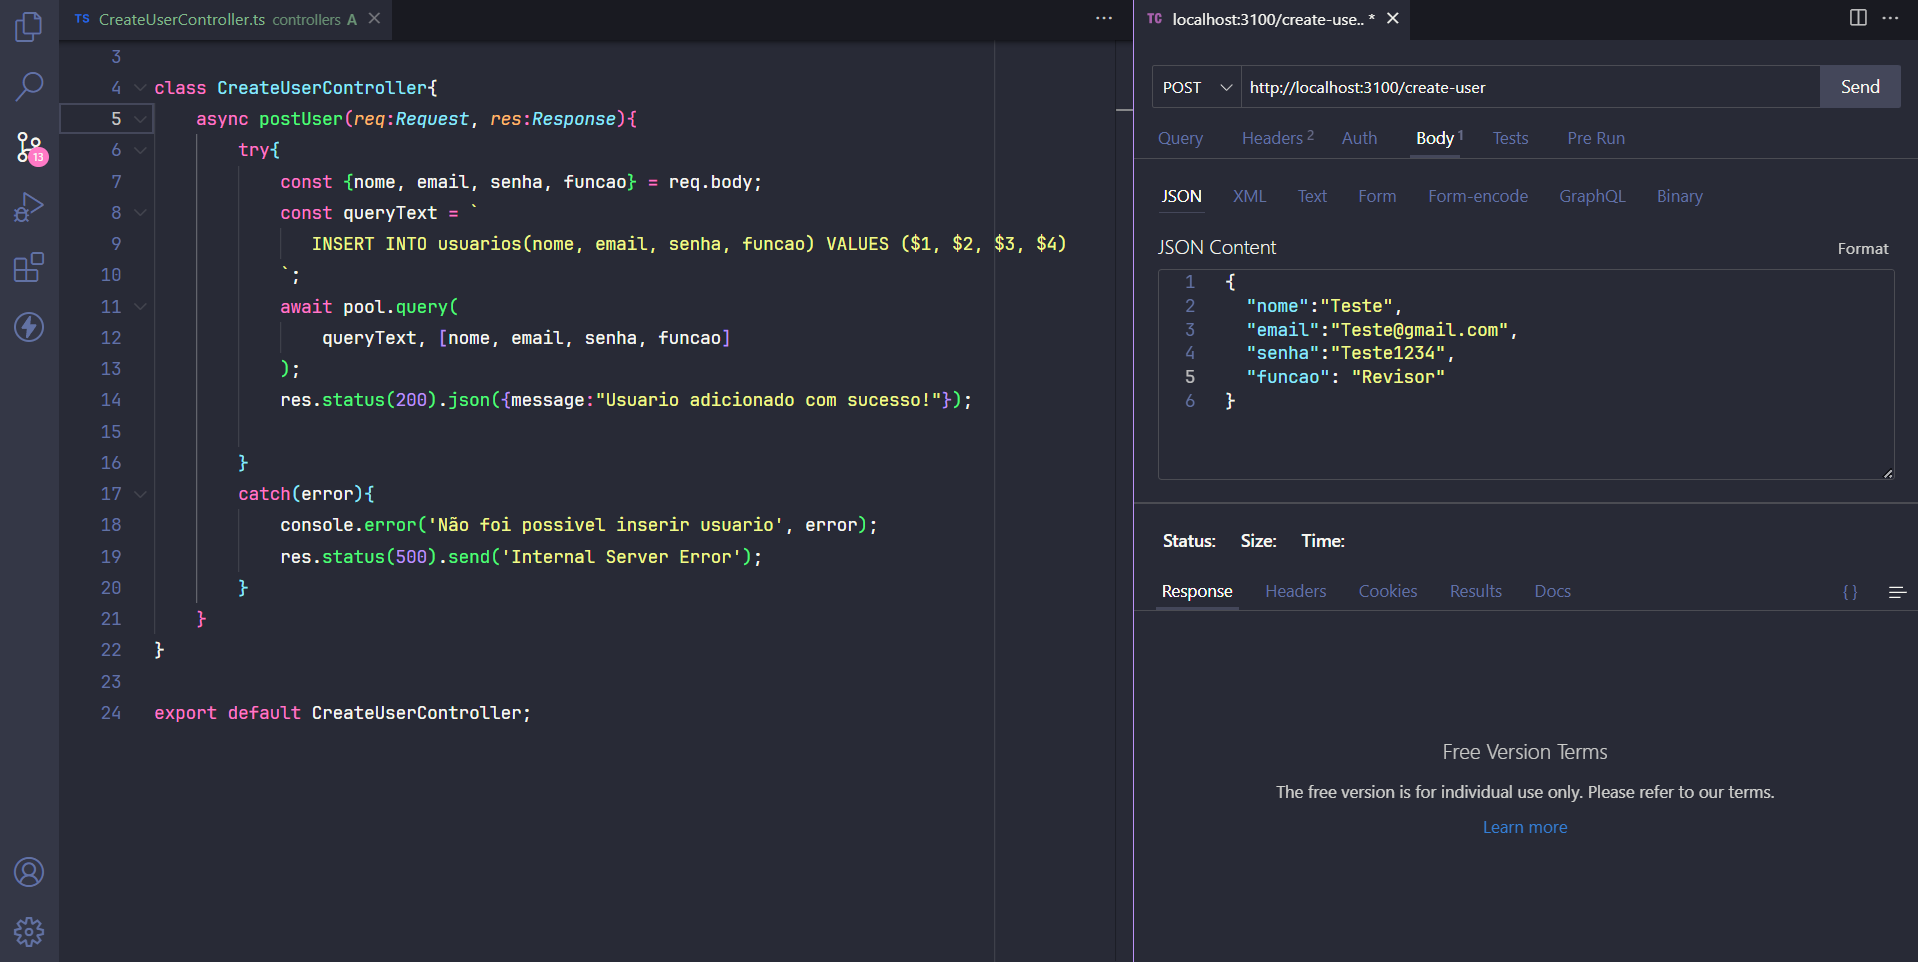 TS CreateUserController.ts controllers A
3
4 class CreateUserController{
5 async postUser(req:Request, res:Response){
6 try{
7 const {nome, email, senha, funcao} = req.body;
8 const queryText = `
9 INSERT INTO usuarios(nome, email, senha, funcao) VALUES ($1, $2, $3, $4)
10 `;
11 await pool.query(
12 queryText, [nome, email, senha, funcao]
13 );
14 res.status(200).json({message:"Usuario adicionado com sucesso!"});
15
16 }
17 catch(error){
18 console.error('Não foi possivel inserir usuario', error);
19 res.status(500).send('Internal Server Error');
20 }
21 }
22 }
23
24 export default CreateUserController;
13
TC localhost:3100/create-use.. *
POST http://localhost:3100/create-user Send
Query Headers 2 Auth Body 1 Tests Pre Run
JSON XML Text Form Form-encode GraphQL Binary
JSON Content Format
1 {
2 "nome":"Teste",
3 "email":"Teste@gmail.com",
4 "senha":"Teste1234",
5 "funcao": "Revisor"
6 }
Status: Size: Time:
Response Headers Cookies Results Docs { }
Free Version Terms
The free version is for individual use only. Please refer to our terms.
Learn more